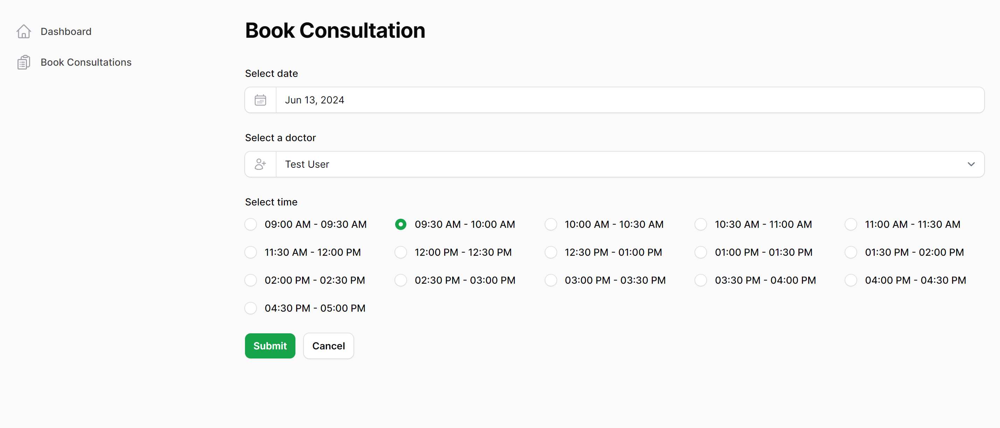 Dashboard
Book Consultations
Book Consultation
Select date
Jun 13, 2024
Select a doctor
Test User
Select time
09:00 AM - 09:30 AM
09:30 AM - 10:00 AM
10:00 AM - 10:30 AM
10:30 AM - 11:00 AM
11:00 AM - 11:30 AM
11:30 AM - 12:00 PM
12:00 PM - 12:30 PM
12:30 PM - 01:00 PM
01:00 PM - 01:30 PM
01:30 PM - 02:00 PM
02:00 PM - 02:30 PM
02:30 PM - 03:00 PM
03:00 PM - 03:30 PM
03:30 PM - 04:00 PM
04:00 PM - 04:30 PM
04:30 PM - 05:00 PM
Submit
Cancel